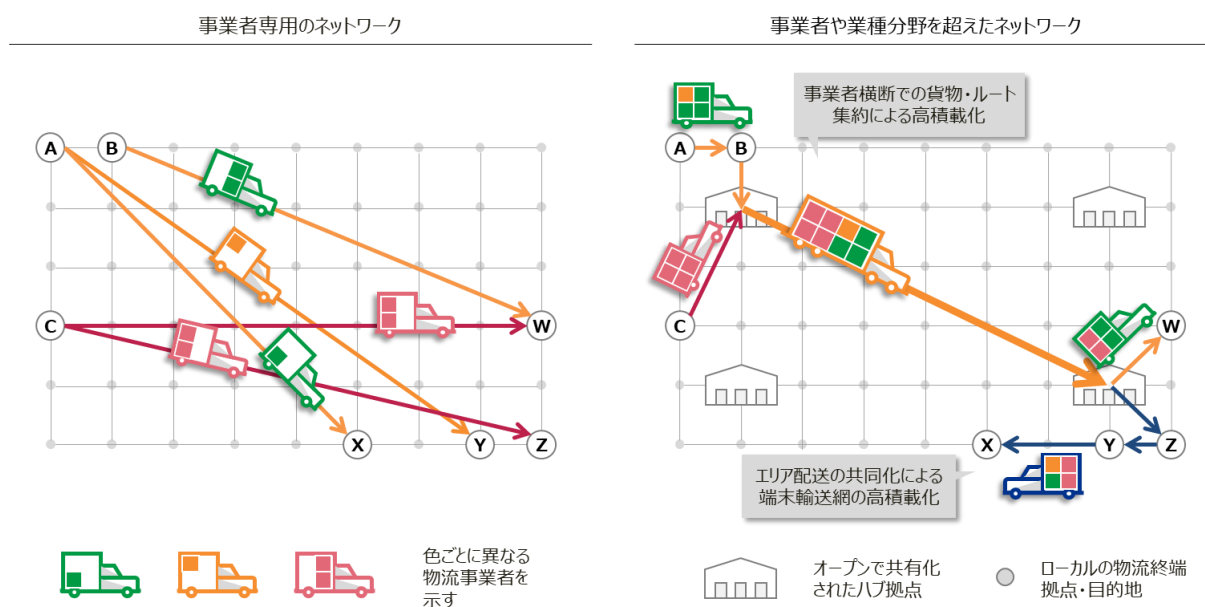 事業者専用のネットワーク
事業者や業種分野を超えたネットワーク
A
B
C
W
X
Y
Z
事業者横断での貨物・ルート
集約による高積載化
A
B
C
W
X
Y
Z
エリア配送の共同化による
端末輸送網の高積載化
色ごとに異なる
物流事業者を
示す
オープンで共有化
されたハブ拠点
ローカルの物流終端
拠点・目的地